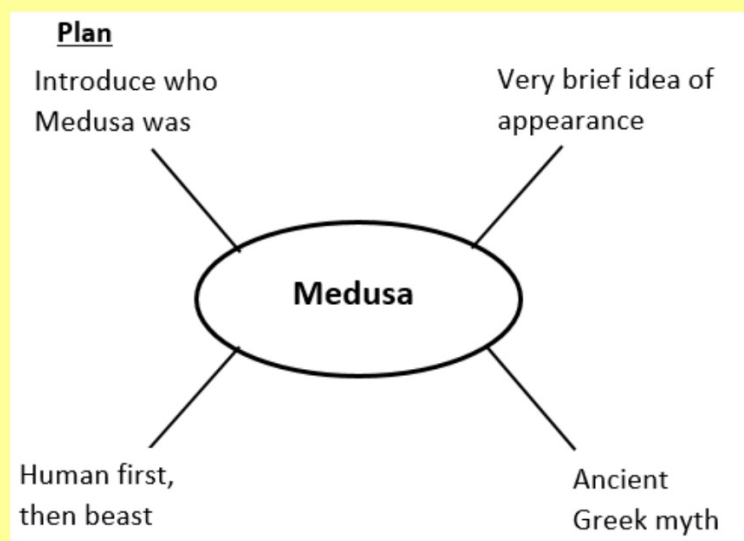 Plan
Introduce who
Medusa was
Very brief idea of
appearance
Medusa
Human first,
then beast
Ancient
Greek myth